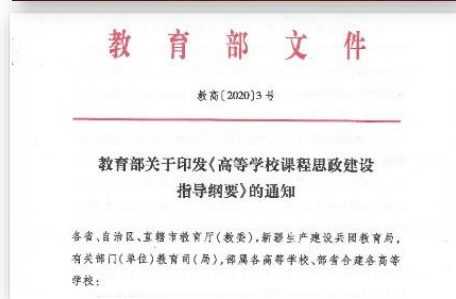 教育部文件
教高〔2020〕3号
教育部关于印发《高等学校课程思政建设
指导纲要》的通知
各省、自治区、直辖市教育厅(教委),新疆生产建设兵团教育局,
有关部门(单位)教育司(局),部属各高等学校、部省合建各高等
学校: